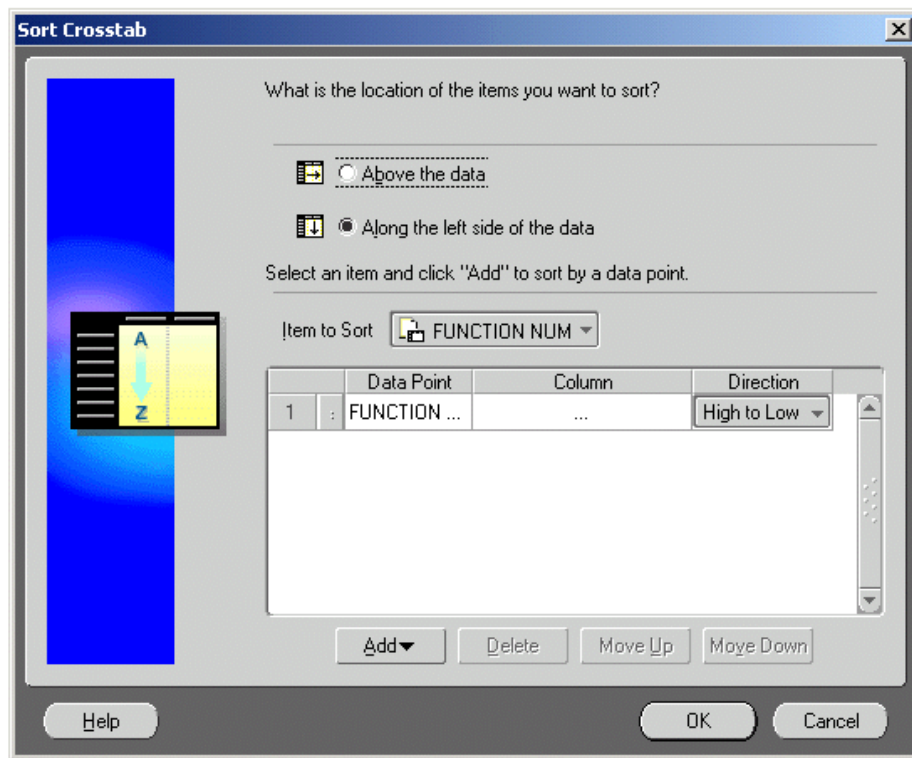 Sort Crosstab
What is the location of the items you want to sort?
Above the data
Along the left side of the data
Select an item and click "Add" to sort by a data point.
Item to Sort FUNCTION NUM
Data Point Column Direction
1 : FUNCTION ... ... High to Low
A
Z
Add Delete Move Up Move Down
Help OK Cancel